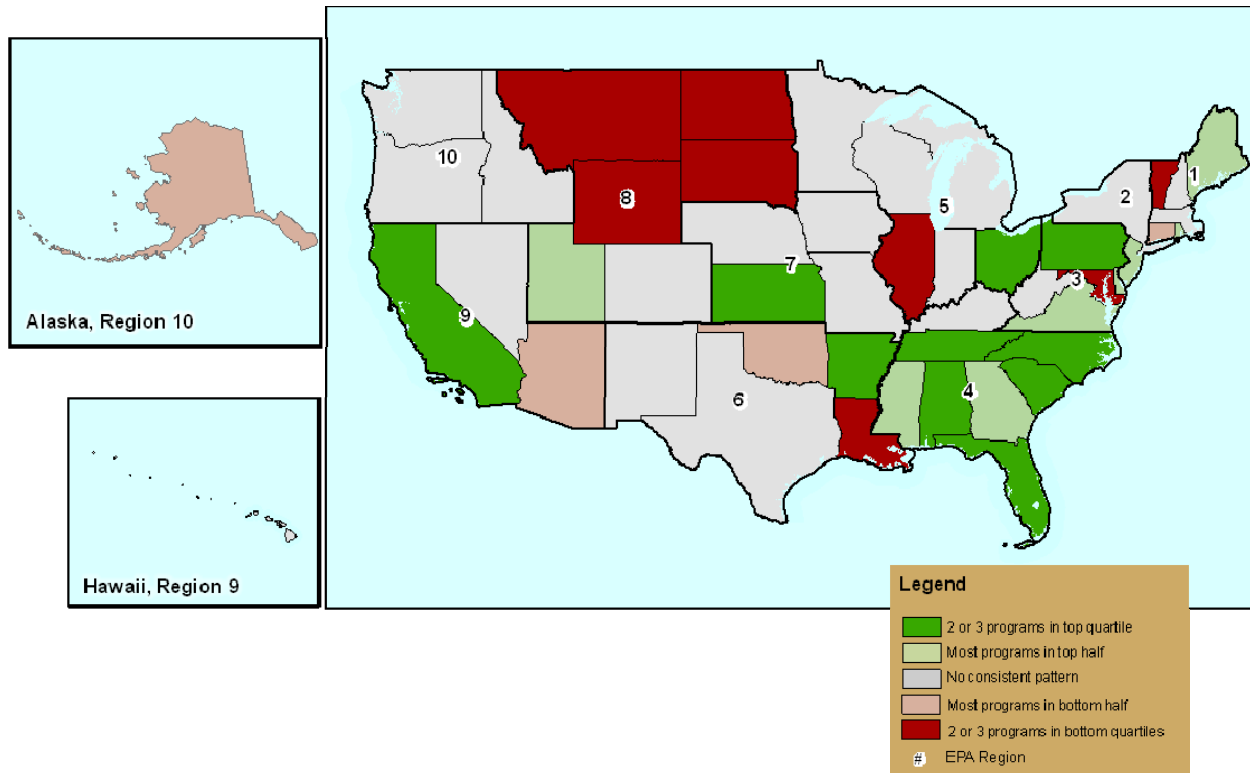 Alaska, Region 10
Hawaii, Region 9
10
8
9
7
6
5
4
3
2
1
Legend
2 or 3 programs in top quartile
Most programs in top half
No consistent pattern
Most programs in bottom half
2 or 3 programs in bottom quartiles
# EPA Region